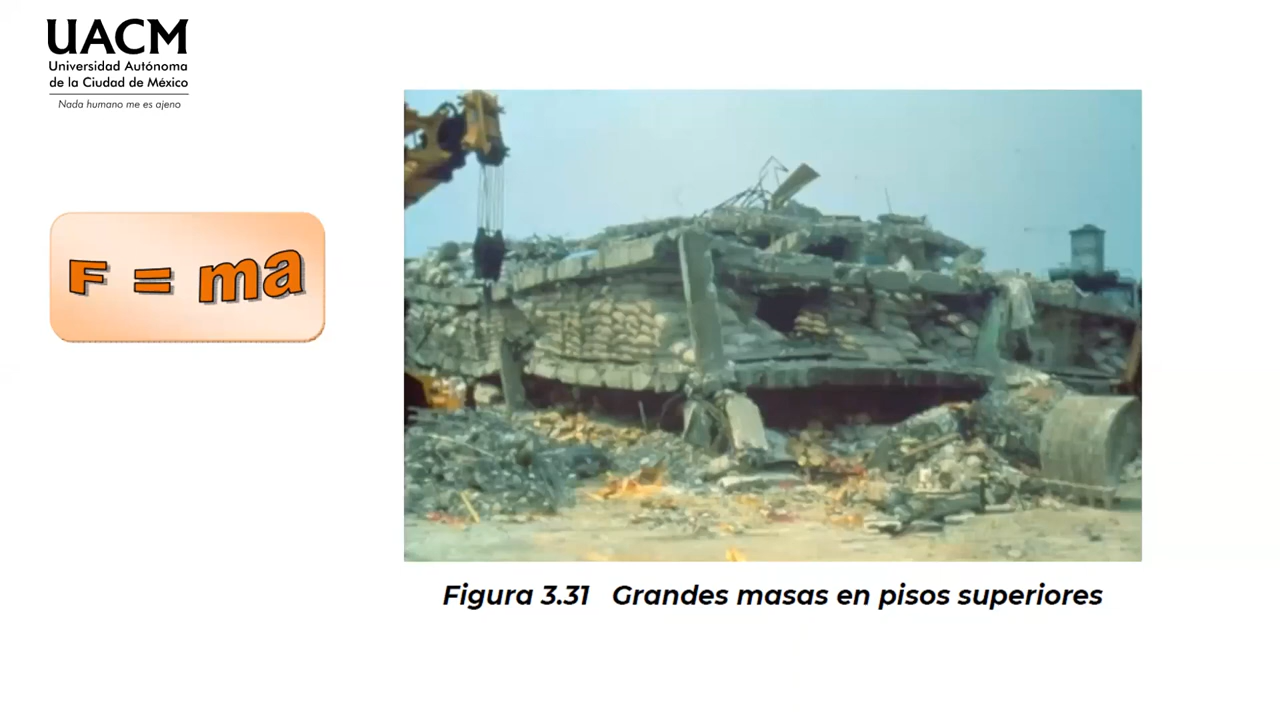 UACM
Universidad Autónoma
de la Ciudad de México
Nada humano me es ajeno
F = ma
Figura 3.31 Grandes masas en pisos superiores